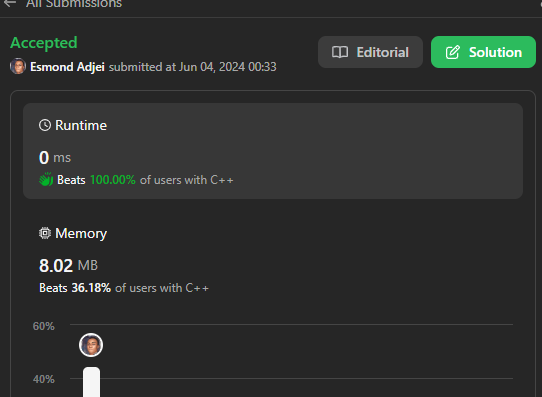 All Submissions
Accepted
Esmond Adjei submitted at Jun 04, 2024 00:33
Editorial
Solution
Runtime
0 ms
Beats 100.00% of users with C++
Memory
8.02 MB
Beats 36.18% of users with C++
60%
40%